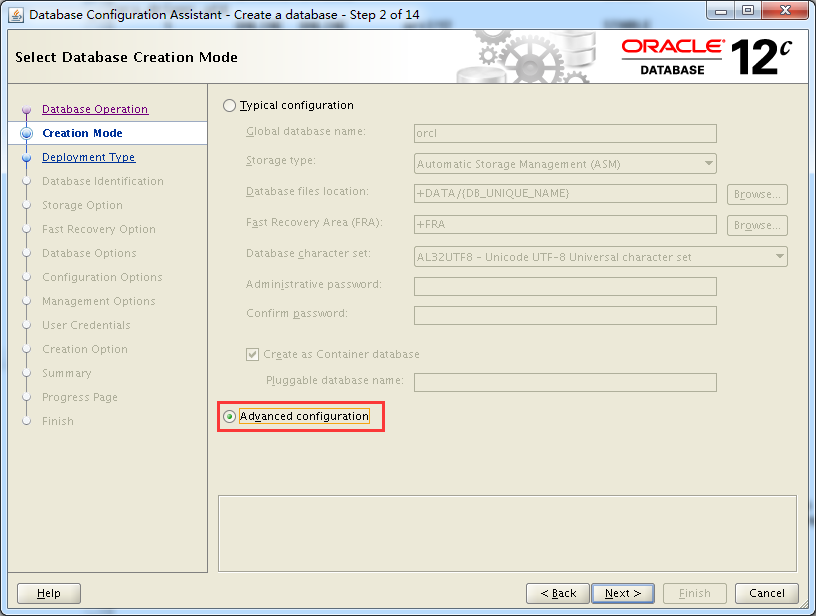 Database Configuration Assistant - Create a database - Step 2 of 14
Select Database Creation Mode
ORACLE
DATABASE
12c
Database Operation
Creation Mode
Deployment Type
Database Identification
Storage Option
Fast Recovery Option
Database Options
Configuration Options
Management Options
User Credentials
Creation Option
Summary
Progress Page
Finish
Typical configuration
Global database name: orcl
Storage type: Automatic Storage Management (ASM)
Database files location: +DATA/{DB_UNIQUE_NAME} Browse...
Fast Recovery Area (FRA): +FRA Browse...
Database character set: AL32UTF8 - Unicode UTF-8 Universal character set
Administrative password:
Confirm password:
Create as Container database
Pluggable database name:
Advanced configuration
Help < Back Next > Finish Cancel